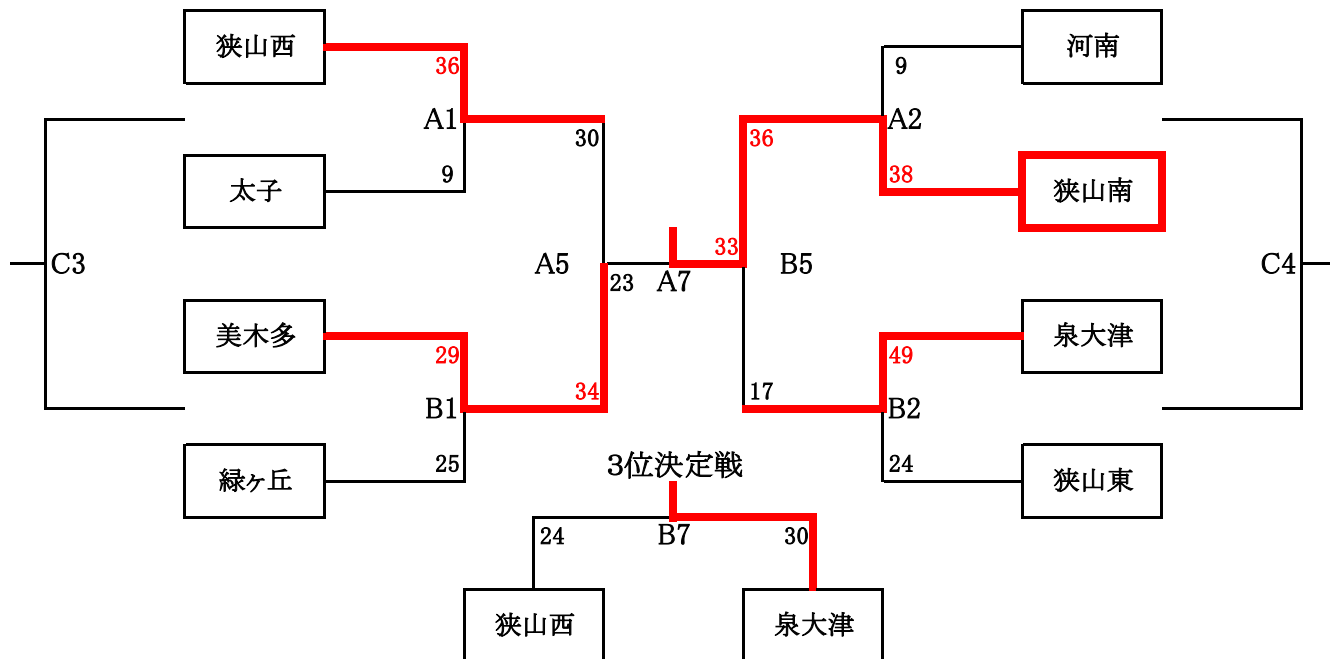 狭山西
河南
36
9
A1
A2
30
36
9
38
太子
狭山南
33
C3
A5
B5
C4
23
A7
美木多
泉大津
29
49
34
17
B1
B2
25
3位決定戦
24
緑ヶ丘
狭山東
24
B7
30
狭山西
泉大津